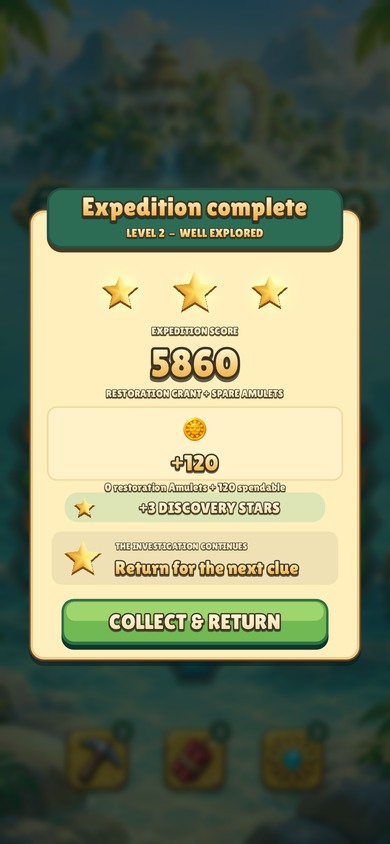 Expedition complete
LEVEL 2 – WELL EXPLORED
EXPEDITION SCORE
5860
RESTORATION GRANT + SPARE AMULETS
+120
0 restoration Amulets + 120 spendable
+3 DISCOVERY STARS
THE INVESTIGATION CONTINUES
Return for the next clue
COLLECT & RETURN